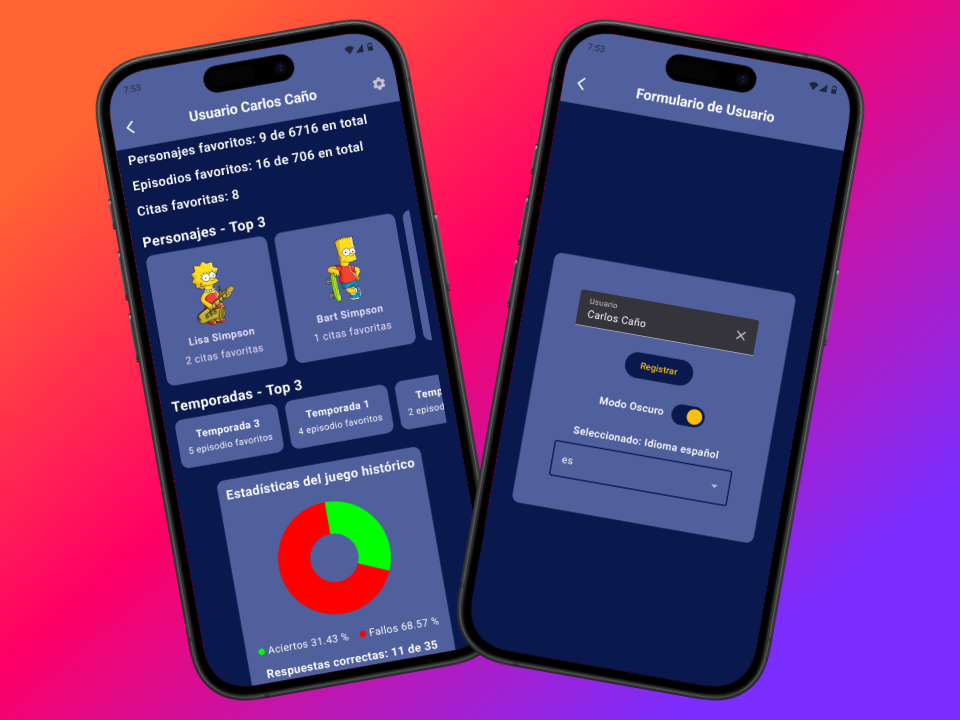 7:53
Usuario Carlos Caño
Personajes favoritos: 9 de 6716 en total
Episodios favoritos: 16 de 706 en total
Citas favoritas: 8
Personajes - Top 3
Lisa Simpson
2 citas favoritas
Bart Simpson
1 citas favoritas
Temporadas - Top 3
Temporada 3
5 episodio favoritos
Temporada 1
4 episodio favoritos
Temp
2 episod
Estadísticas del juego histórico
Aciertos 31.43 %
Fallos 68.57 %
Respuestas correctas: 11 de 35
7:53
Formulario de Usuario
Usuario
Carlos Caño
Registrar
Modo Oscuro
Seleccionado: Idioma español
es